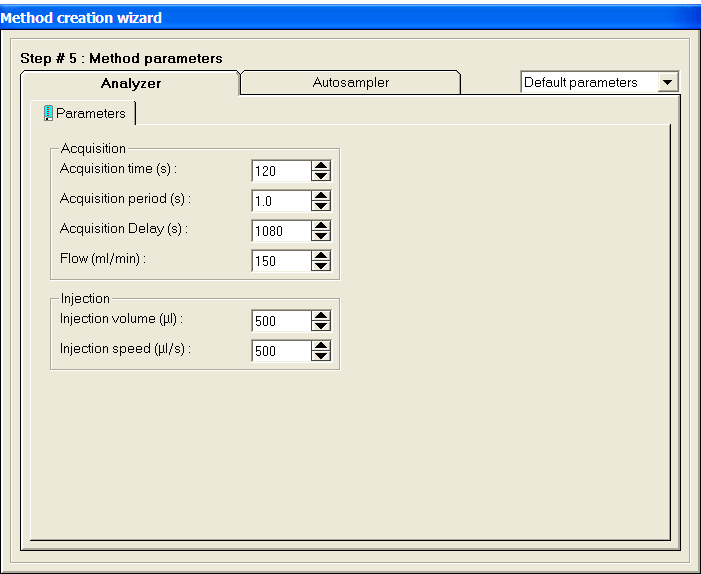 Method creation wizard
Step # 5 : Method parameters
Analyzer
Autosampler
Default parameters
Parameters
Acquisition
Acquisition time (s) : 120
Acquisition period (s) : 1.0
Acquisition Delay (s) : 1080
Flow (ml/min) : 150
Injection
Injection volume (µl) : 500
Injection speed (µl/s) : 500